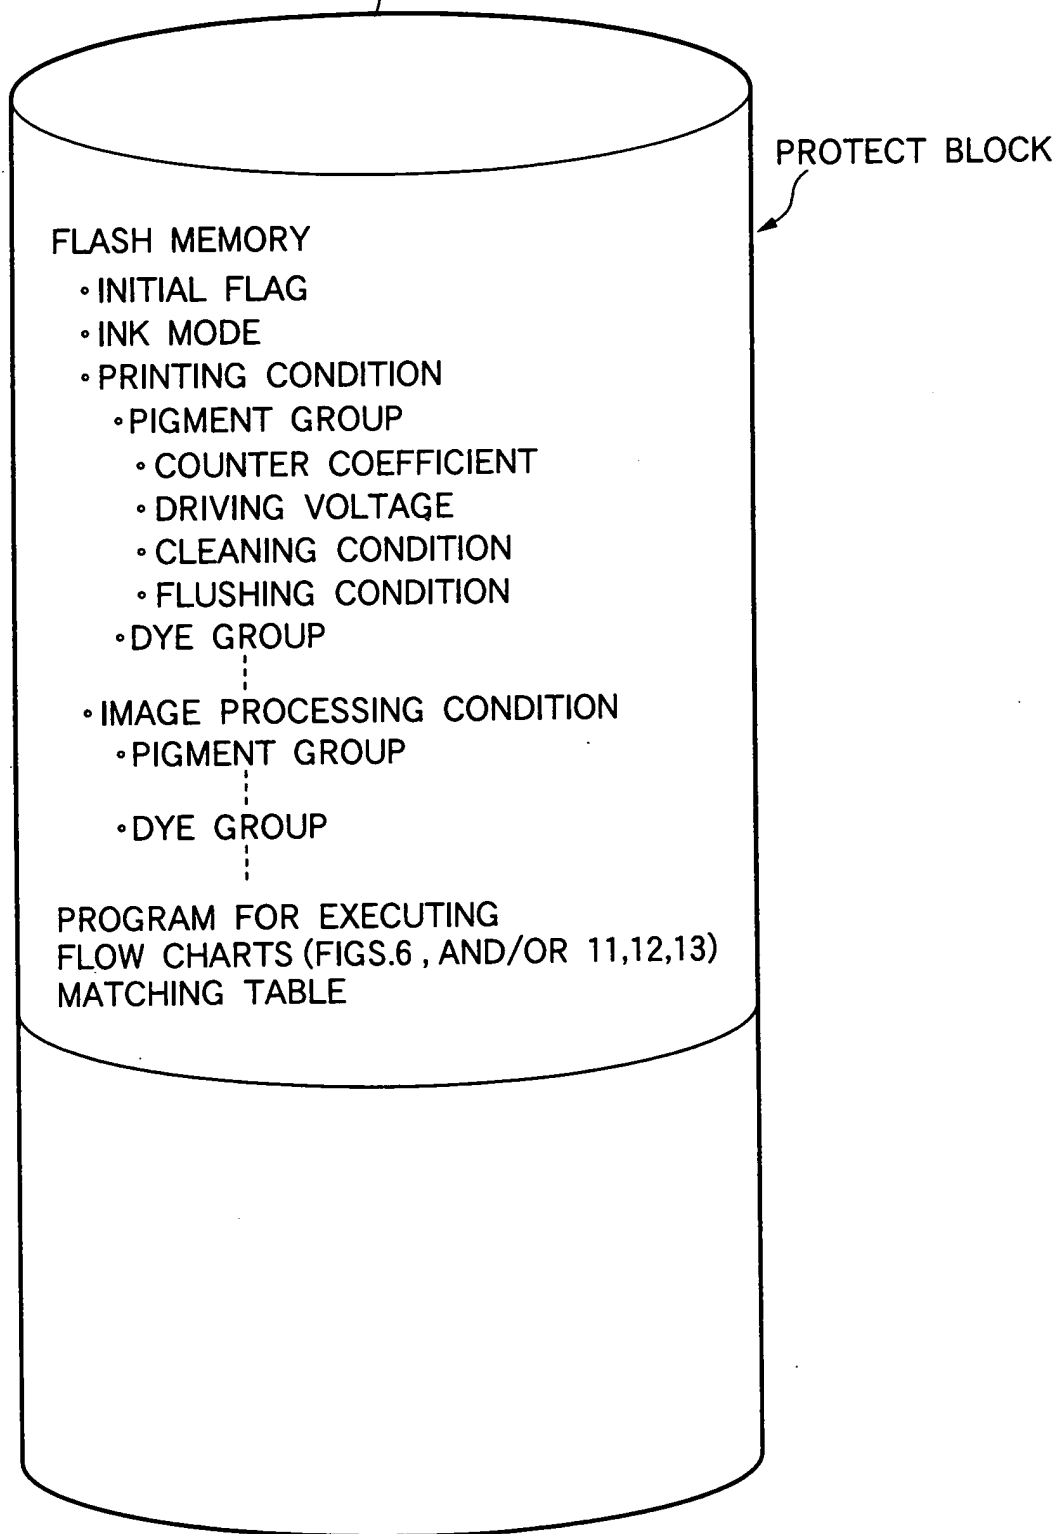 PROTECT BLOCK
FLASH MEMORY
∘ INITIAL FLAG
∘ INK MODE
∘ PRINTING CONDITION
∘ PIGMENT GROUP
∘ COUNTER COEFFICIENT
∘ DRIVING VOLTAGE
∘ CLEANING CONDITION
∘ FLUSHING CONDITION
∘ DYE GROUP
∘ IMAGE PROCESSING CONDITION
∘ PIGMENT GROUP
∘ DYE GROUP
PROGRAM FOR EXECUTING
FLOW CHARTS (FIGS.6 , AND/OR 11,12,13)
MATCHING TABLE